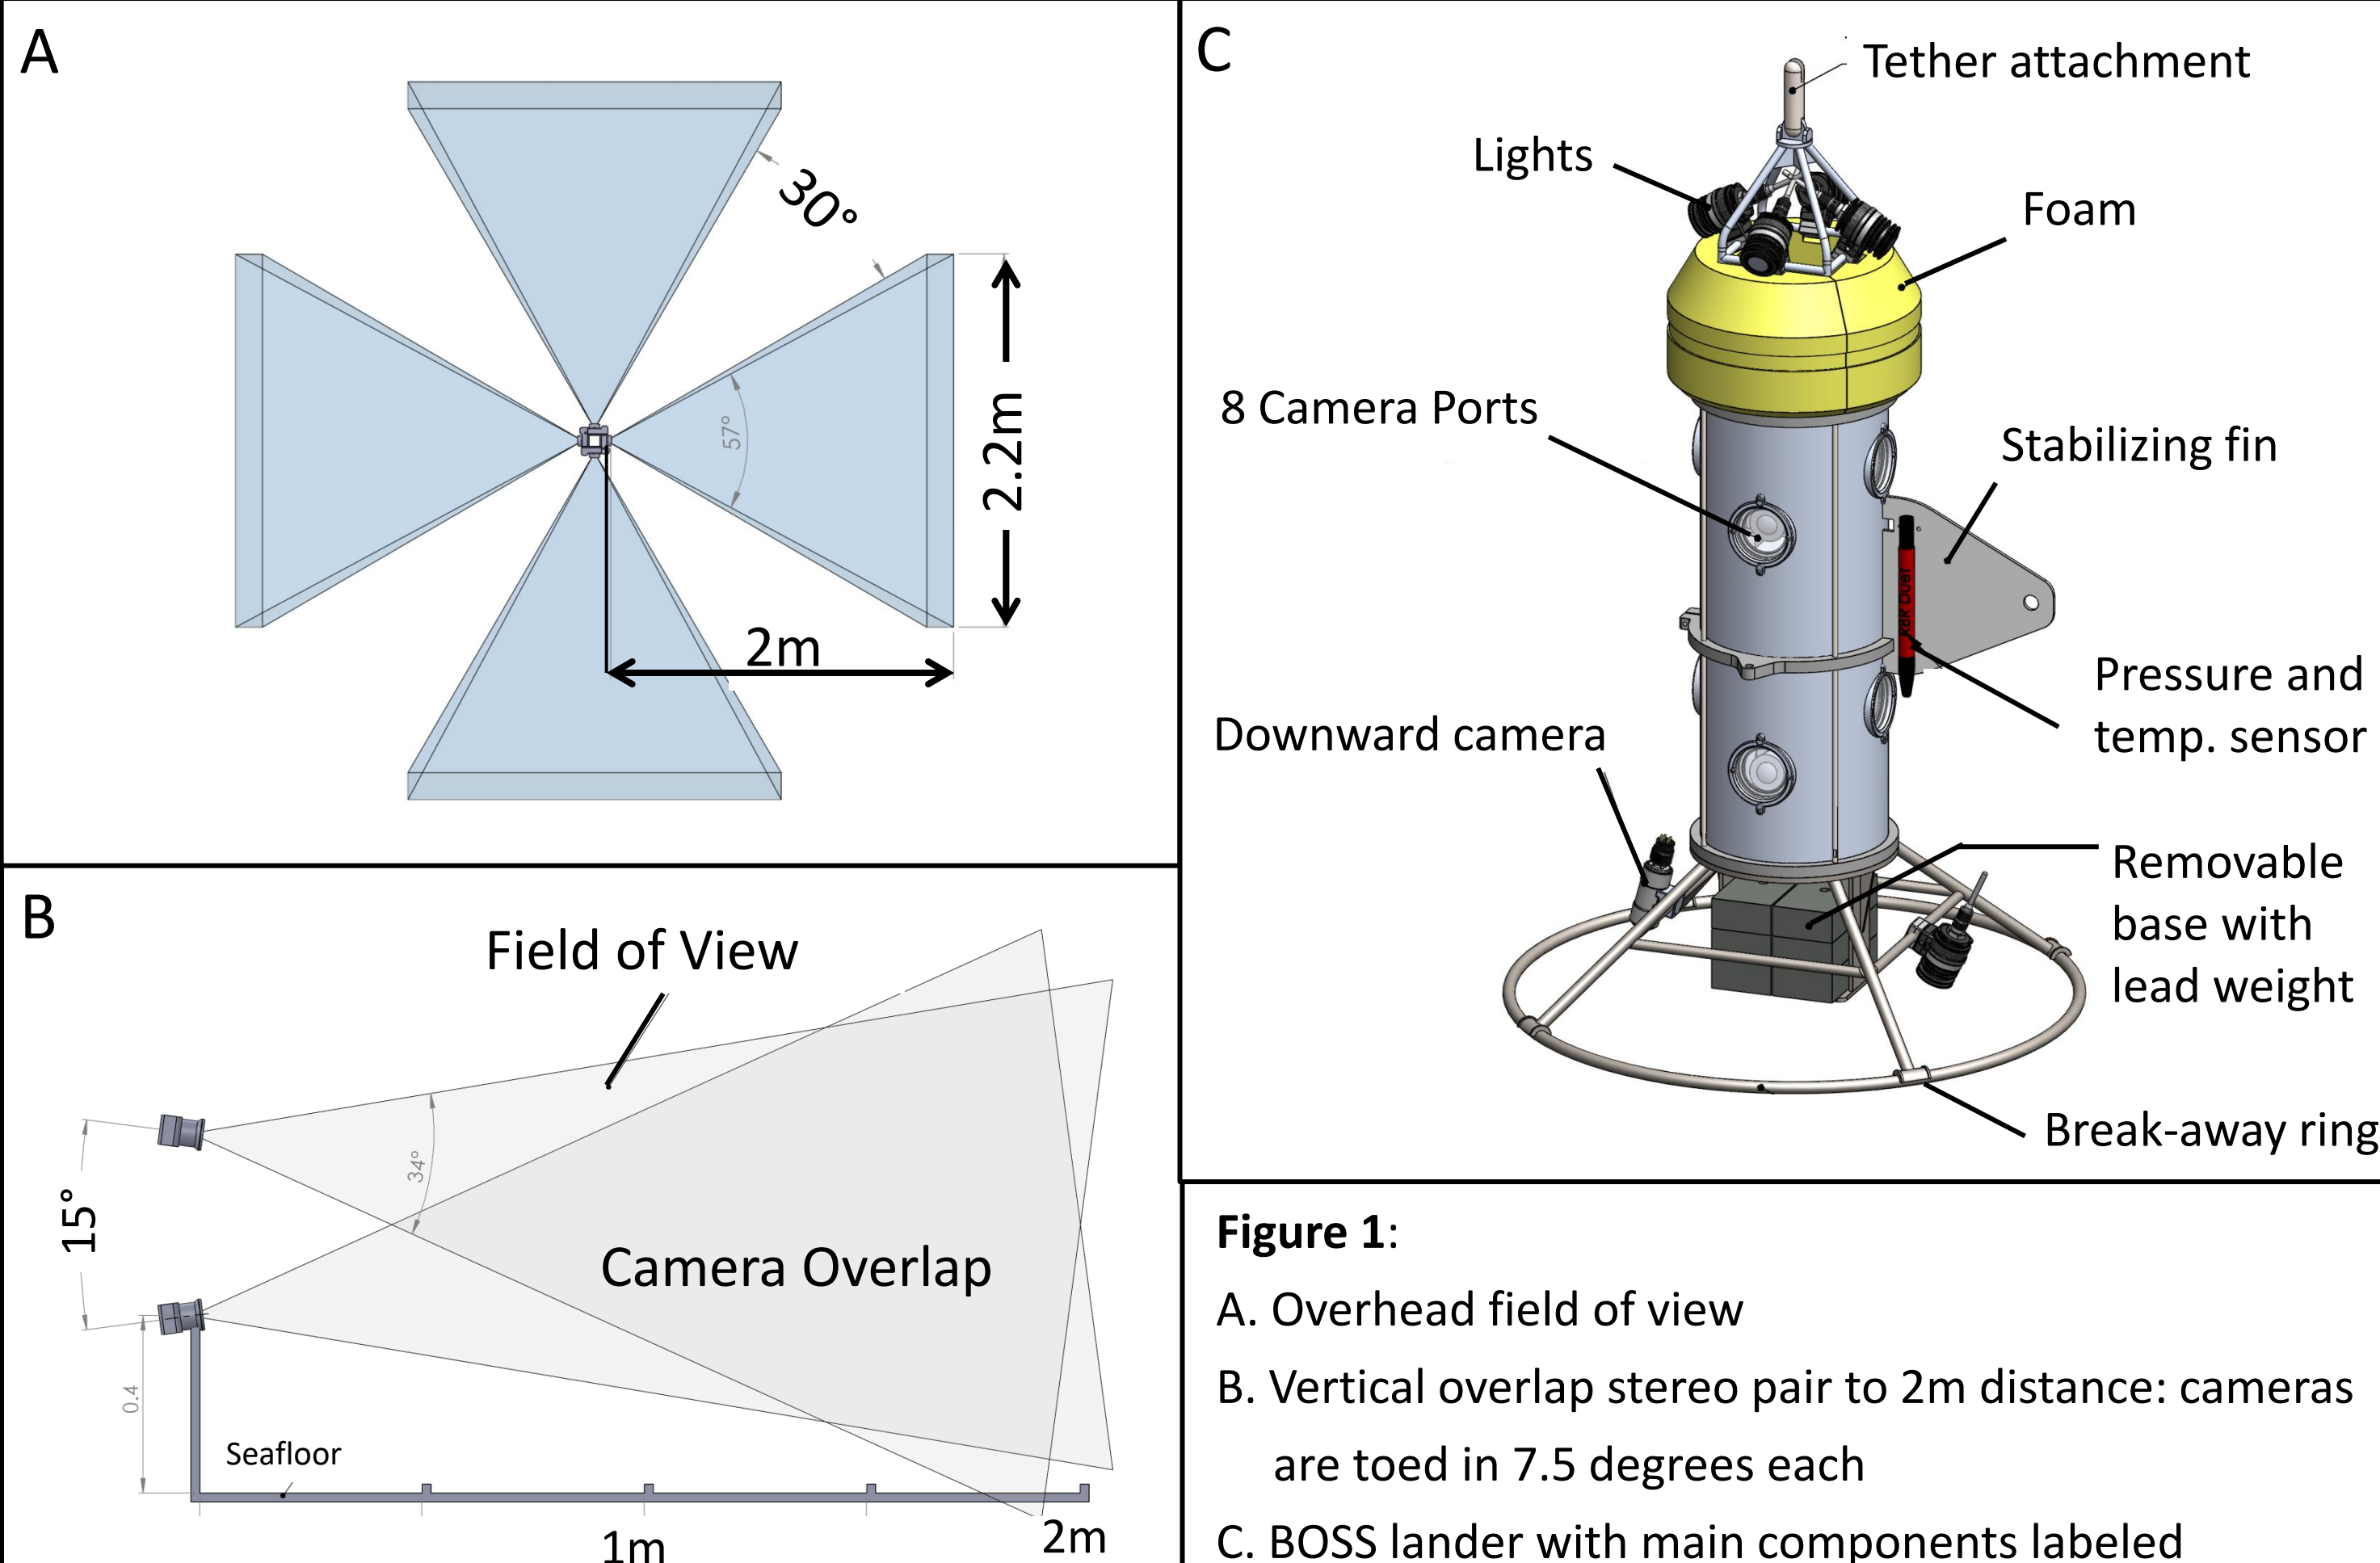 A
30°
57°
2.2m
2m
B
Field of View
34°
15°
Camera Overlap
0.4
Seafloor
1m
2m
C
Tether attachment
Lights
Foam
8 Camera Ports
Stabilizing fin
RBR Duet
Pressure and
temp. sensor
Downward camera
Removable
base with
lead weight
Break-away ring
Figure 1:
A. Overhead field of view
B. Vertical overlap stereo pair to 2m distance: cameras
are toed in 7.5 degrees each
C. BOSS lander with main components labeled